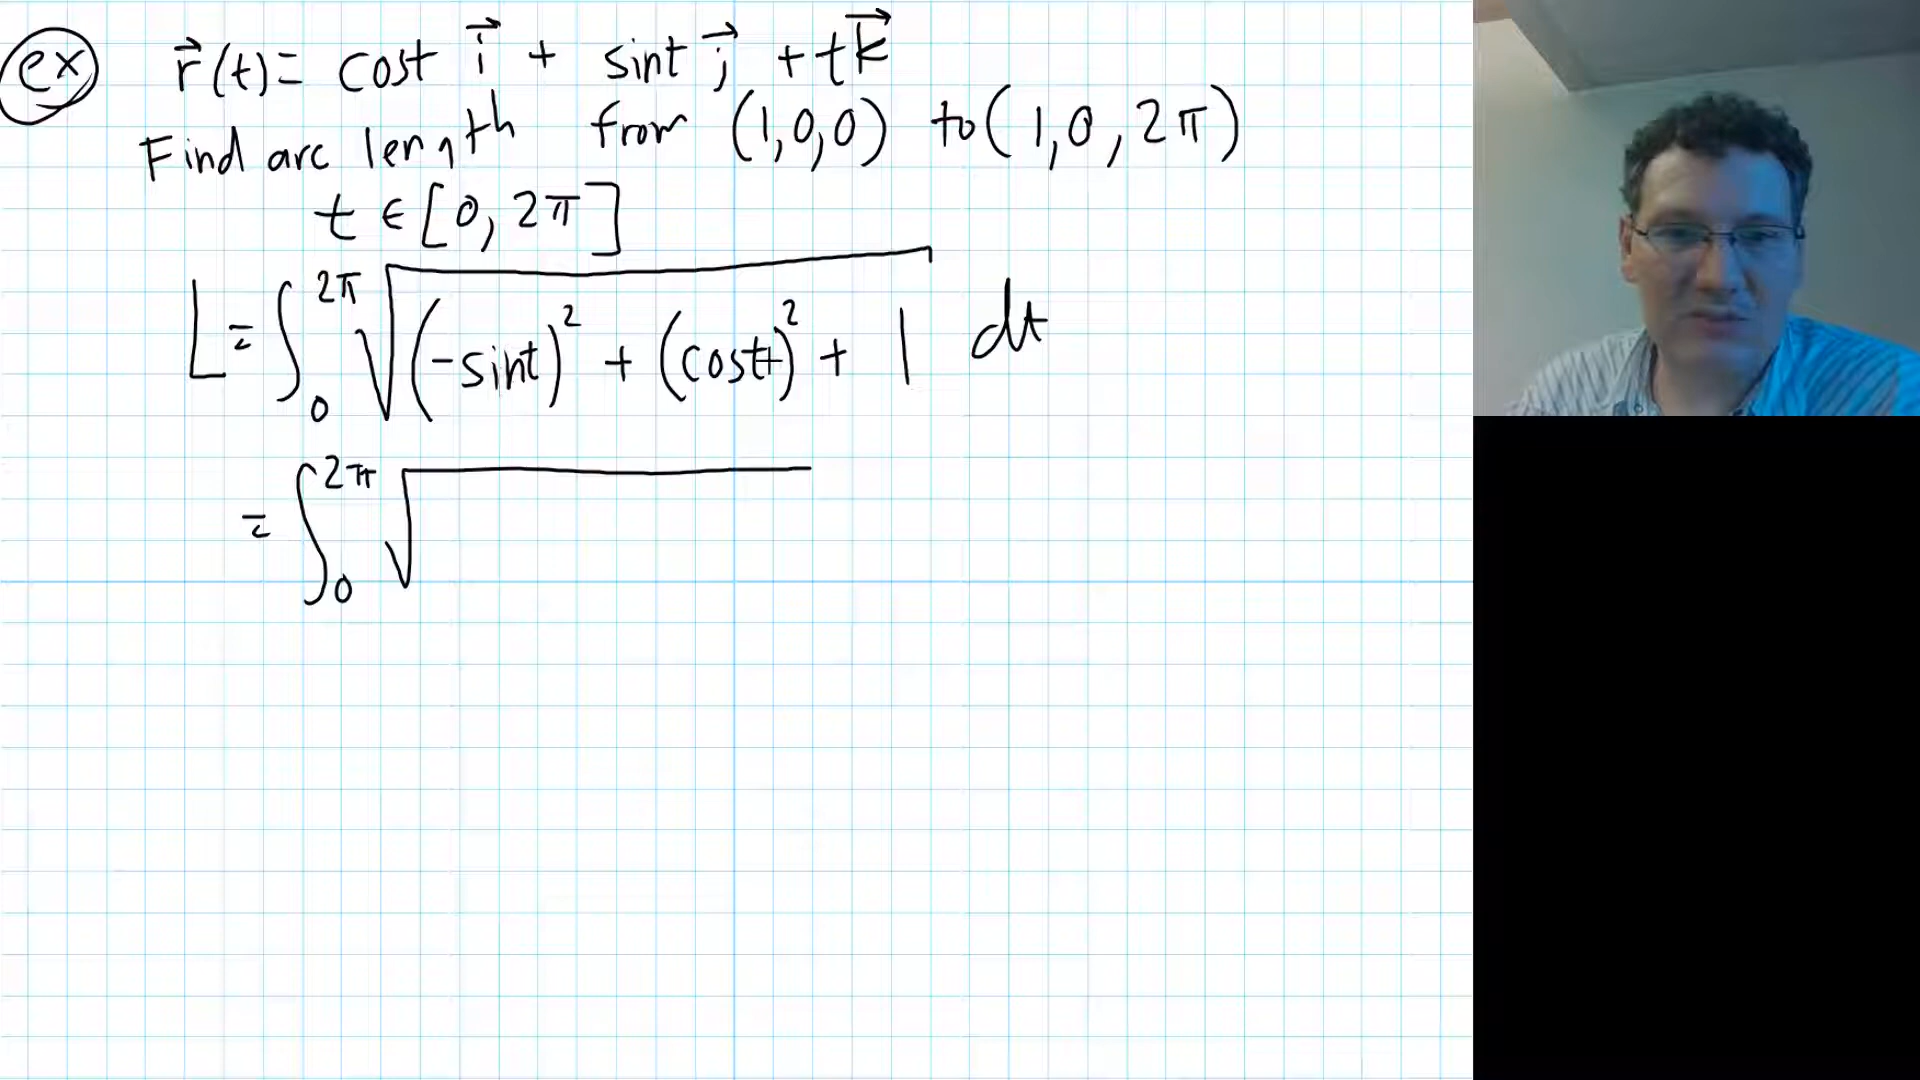 ex r⃗(t) = cost i⃗ + sint j⃗ + t k⃗
Find arc length from (1,0,0) to (1,0,2π)
t ∈ [0, 2π]
L = ∫₀^2π √((-sint)² + (cost)² + 1) dt
= ∫₀^2π √